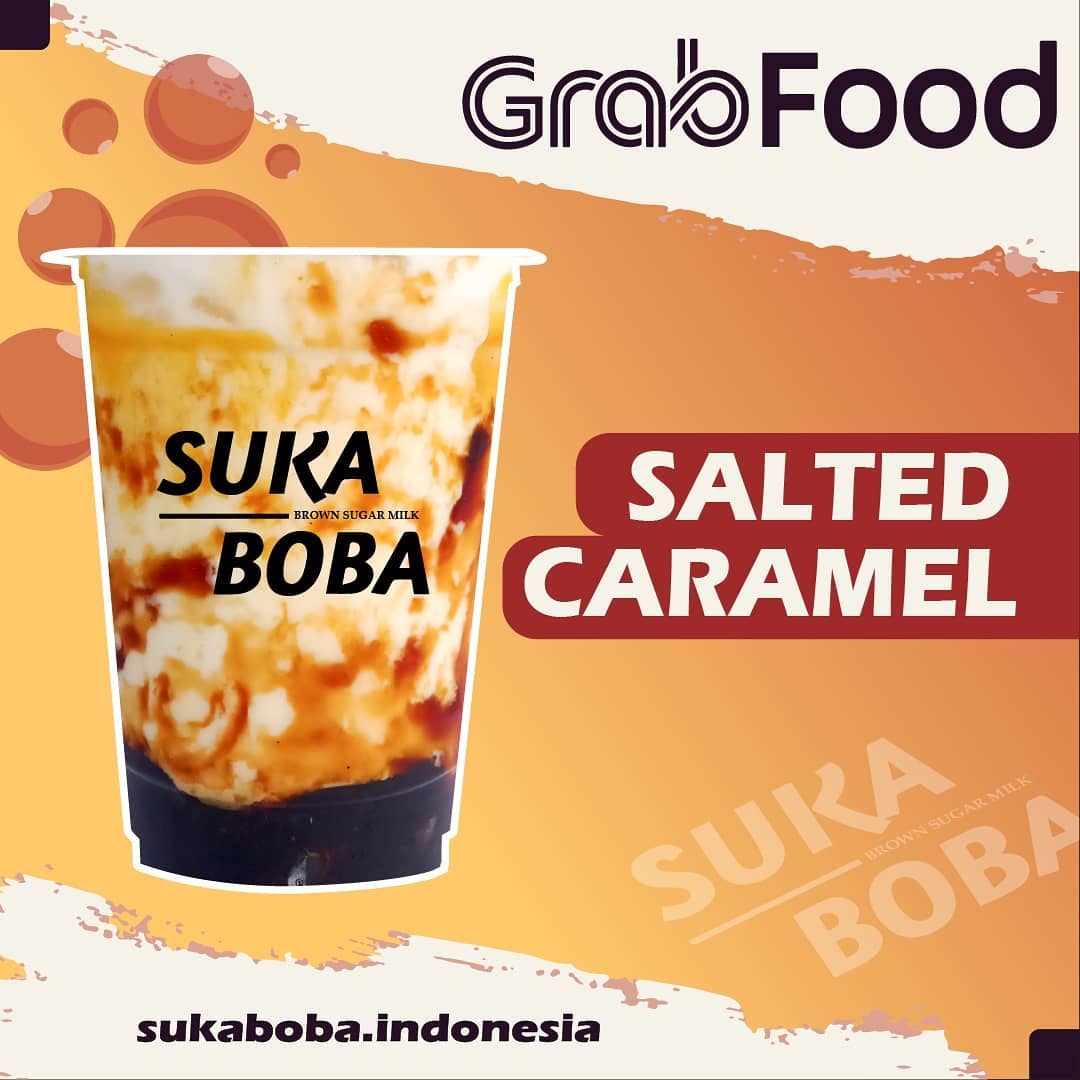 GrabFood
SUKA
BROWN SUGAR MILK
BOBA
SALTED
CARAMEL
SUKA
BROWN SUGAR MILK
BOBA
sukaboba.indonesia